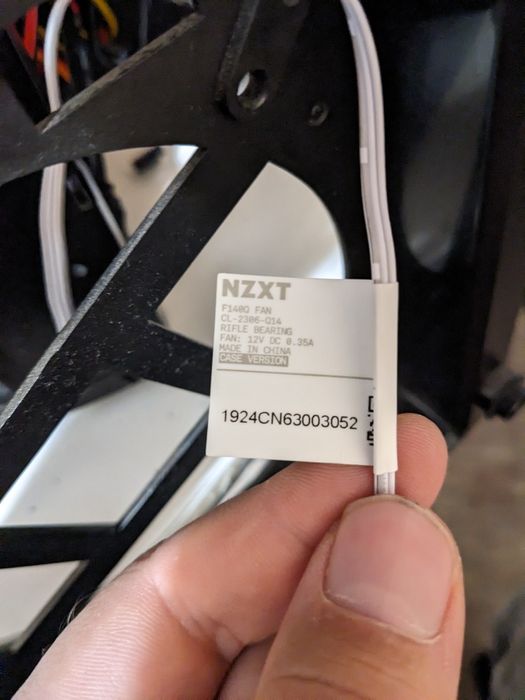 NZXT
F140Q FAN
CL-2306-Q14
RIFLE BEARING
FAN: 12V DC 0.35A
MADE IN CHINA
CASE VERSION
1924CN63003052